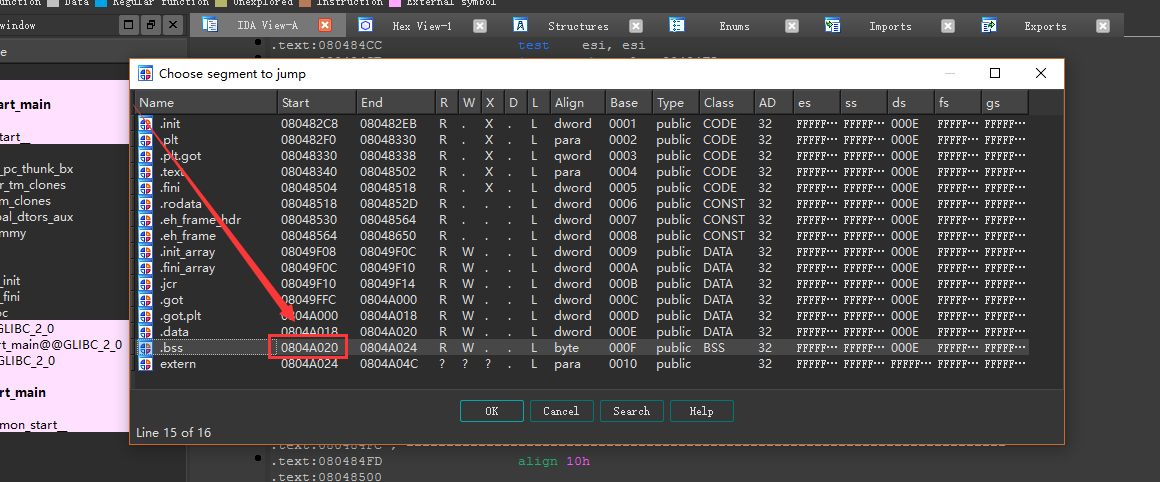 Function GLIBC Regular function Unexplored Instruction External symbol
window IDA View-A Hex View-1 Structures Enums Imports Exports
.text:080484CC test esi, esi
Choose segment to jump
Name Start End R W X D L Align Base Type Class AD es ss ds fs gs
.init 080482C8 080482EB R . X . L dword 0001 public CODE 32 FFFFF… FFFFF… 000E FFFFF… FFFFF…
.plt 080482F0 08048330 R . X . L para 0002 public CODE 32 FFFFF… FFFFF… 000E FFFFF… FFFFF…
.plt.got 08048330 08048338 R . X . L qword 0003 public CODE 32 FFFFF… FFFFF… 000E FFFFF… FFFFF…
.text 08048340 08048502 R . X . L para 0004 public CODE 32 FFFFF… FFFFF… 000E FFFFF… FFFFF…
.fini 08048504 08048518 R . X . L dword 0005 public CODE 32 FFFFF… FFFFF… 000E FFFFF… FFFFF…
.rodata 08048518 0804852D R . . . L dword 0006 public CONST 32 FFFFF… FFFFF… 000E FFFFF… FFFFF…
.eh_frame_hdr 08048530 08048564 R . . . L dword 0007 public CONST 32 FFFFF… FFFFF… 000E FFFFF… FFFFF…
.eh_frame 08048564 08048650 R . . . L dword 0008 public CONST 32 FFFFF… FFFFF… 000E FFFFF… FFFFF…
.init_array 08049F08 08049F0C R W . . L dword 0009 public DATA 32 FFFFF… FFFFF… 000E FFFFF… FFFFF…
.fini_array 08049F0C 08049F10 R W . . L dword 000A public DATA 32 FFFFF… FFFFF… 000E FFFFF… FFFFF…
.jcr 08049F10 08049F14 R W . . L dword 000B public DATA 32 FFFFF… FFFFF… 000E FFFFF… FFFFF…
.got 08049FFC 0804A000 R W . . L dword 000C public DATA 32 FFFFF… FFFFF… 000E FFFFF… FFFFF…
.got.plt 0804A000 0804A018 R W . . L dword 000D public DATA 32 FFFFF… FFFFF… 000E FFFFF… FFFFF…
.data 0804A018 0804A020 R W . . L dword 000E public DATA 32 FFFFF… FFFFF… 000E FFFFF… FFFFF…
.bss 0804A020 0804A024 R W . . L byte 000F public BSS 32 FFFFF… FFFFF… 000E FFFFF… FFFFF…
extern 0804A024 0804A04C ? ? ? . L para 0010 public 32 FFFFF… FFFFF… FFFFF… FFFFF… FFFFF…
OK Cancel Search Help
Line 15 of 16
art_main
start__
_pc_thunk_bx
r_tm_clones
m_clones
bal_dtors_aux
mmy
_init
_fini
oc
GLIBC_2_0
art_main@@GLIBC_2_0
GLIBC_2_0
art_main
mon_start__
.text:080484FD align 10h
.text:08048500